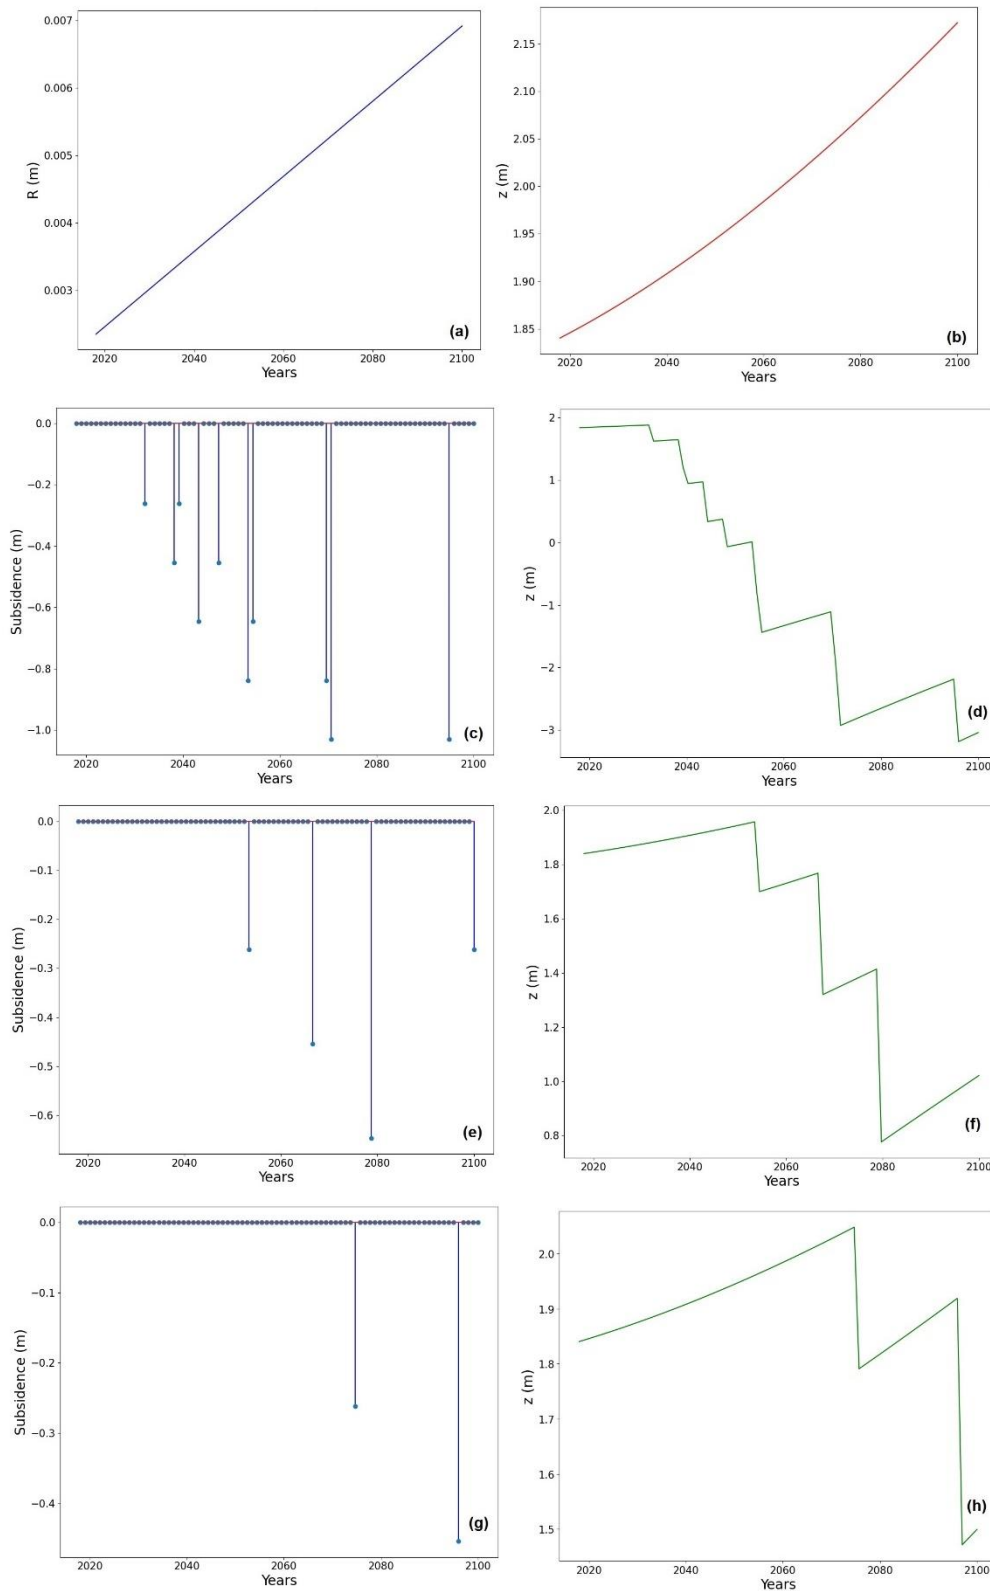 0.007
0.006
0.005
0.004
0.003
R (m)
2020 2040 2060 2080 2100
Years
(a)
2.15
2.10
2.05
2.00
1.95
1.90
1.85
z (m)
2020 2040 2060 2080 2100
Years
(b)
0.0
−0.2
−0.4
−0.6
−0.8
−1.0
Subsidence (m)
2020 2040 2060 2080 2100
Years
(c)
2
1
0
−1
−2
−3
z (m)
2020 2040 2060 2080 2100
Years
(d)
0.0
−0.1
−0.2
−0.3
−0.4
−0.5
−0.6
Subsidence (m)
2020 2040 2060 2080 2100
Years
(e)
2.0
1.8
1.6
1.4
1.2
1.0
0.8
z (m)
2020 2040 2060 2080 2100
Years
(f)
0.0
−0.1
−0.2
−0.3
−0.4
Subsidence (m)
2020 2040 2060 2080 2100
Years
(g)
2.0
1.9
1.8
1.7
1.6
1.5
z (m)
2020 2040 2060 2080 2100
Years
(h)